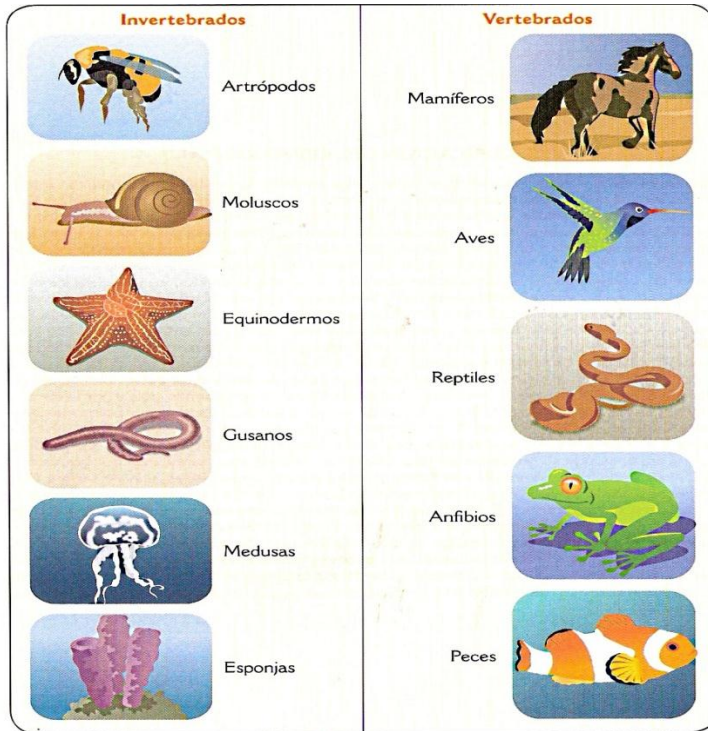 Invertebrados
Artrópodos
Moluscos
Equinodermos
Gusanos
Medusas
Esponjas
Vertebrados
Mamíferos
Aves
Reptiles
Anfibios
Peces